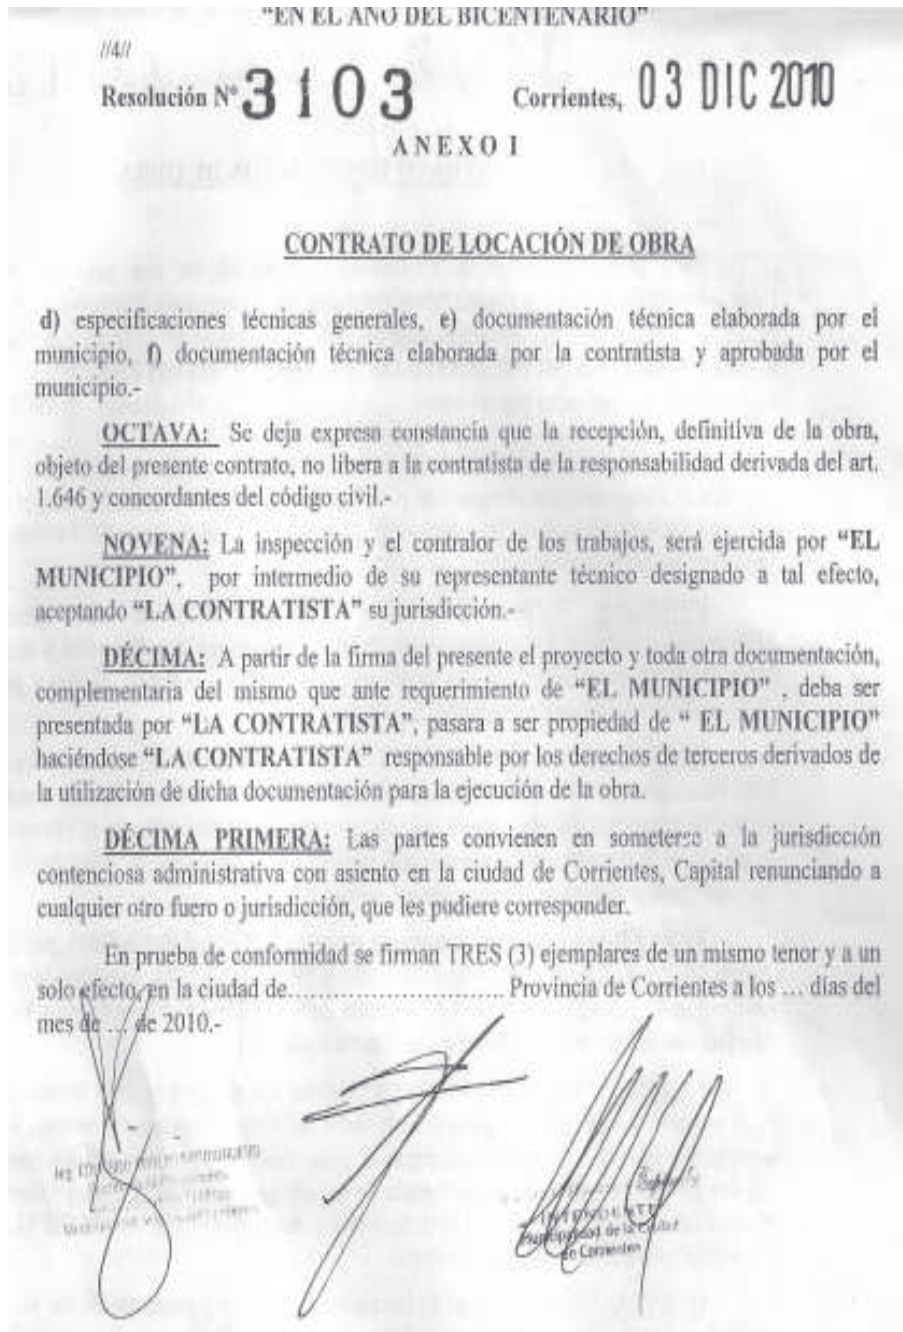 "EN EL AÑO DEL BICENTENARIO"
//4//
Resolución Nº 3103 Corrientes, 03 DIC 2010
ANEXO I
CONTRATO DE LOCACIÓN DE OBRA
d) especificaciones técnicas generales, e) documentación técnica elaborada por el
municipio, f) documentación técnica elaborada por la contratista y aprobada por el
municipio.-
OCTAVA: Se deja expresa constancia que la recepción, definitiva de la obra,
objeto del presente contrato, no libera a la contratista de la responsabilidad derivada del art.
1.646 y concordantes del código civil.-
NOVENA: La inspección y el contralor de los trabajos, será ejercida por "EL
MUNICIPIO", por intermedio de su representante técnico designado a tal efecto,
aceptando "LA CONTRATISTA" su jurisdicción.-
DÉCIMA: A partir de la firma del presente el proyecto y toda otra documentación,
complementaria del mismo que ante requerimiento de "EL MUNICIPIO" , deba ser
presentada por "LA CONTRATISTA", pasara a ser propiedad de " EL MUNICIPIO"
haciéndose "LA CONTRATISTA" responsable por los derechos de terceros derivados de
la utilización de dicha documentación para la ejecución de la obra.
DÉCIMA PRIMERA: Las partes convienen en someterse a la jurisdicción
contenciosa administrativa con asiento en la ciudad de Corrientes, Capital renunciando a
cualquier otro fuero o jurisdicción, que les pudiere corresponder.
En prueba de conformidad se firman TRES (3) ejemplares de un mismo tenor y a un
solo efecto, en la ciudad de.............................. Provincia de Corrientes a los ... días del
mes de ... de 2010.-
INTENDENTE
Municipalidad de la Ciudad
de Corrientes